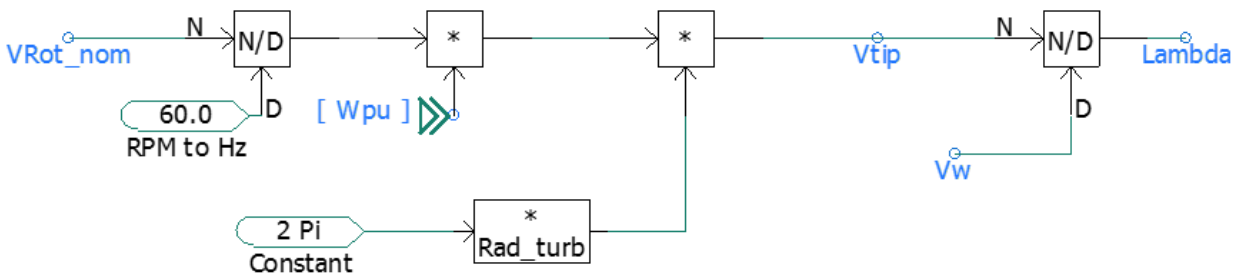 N
N/D
*
*
Vtip
N
N/D
VRot_nom
Lambda
60.0
D
[ Wpu ]
D
RPM to Hz
Vw
*
2 Pi
Rad_turb
Constant